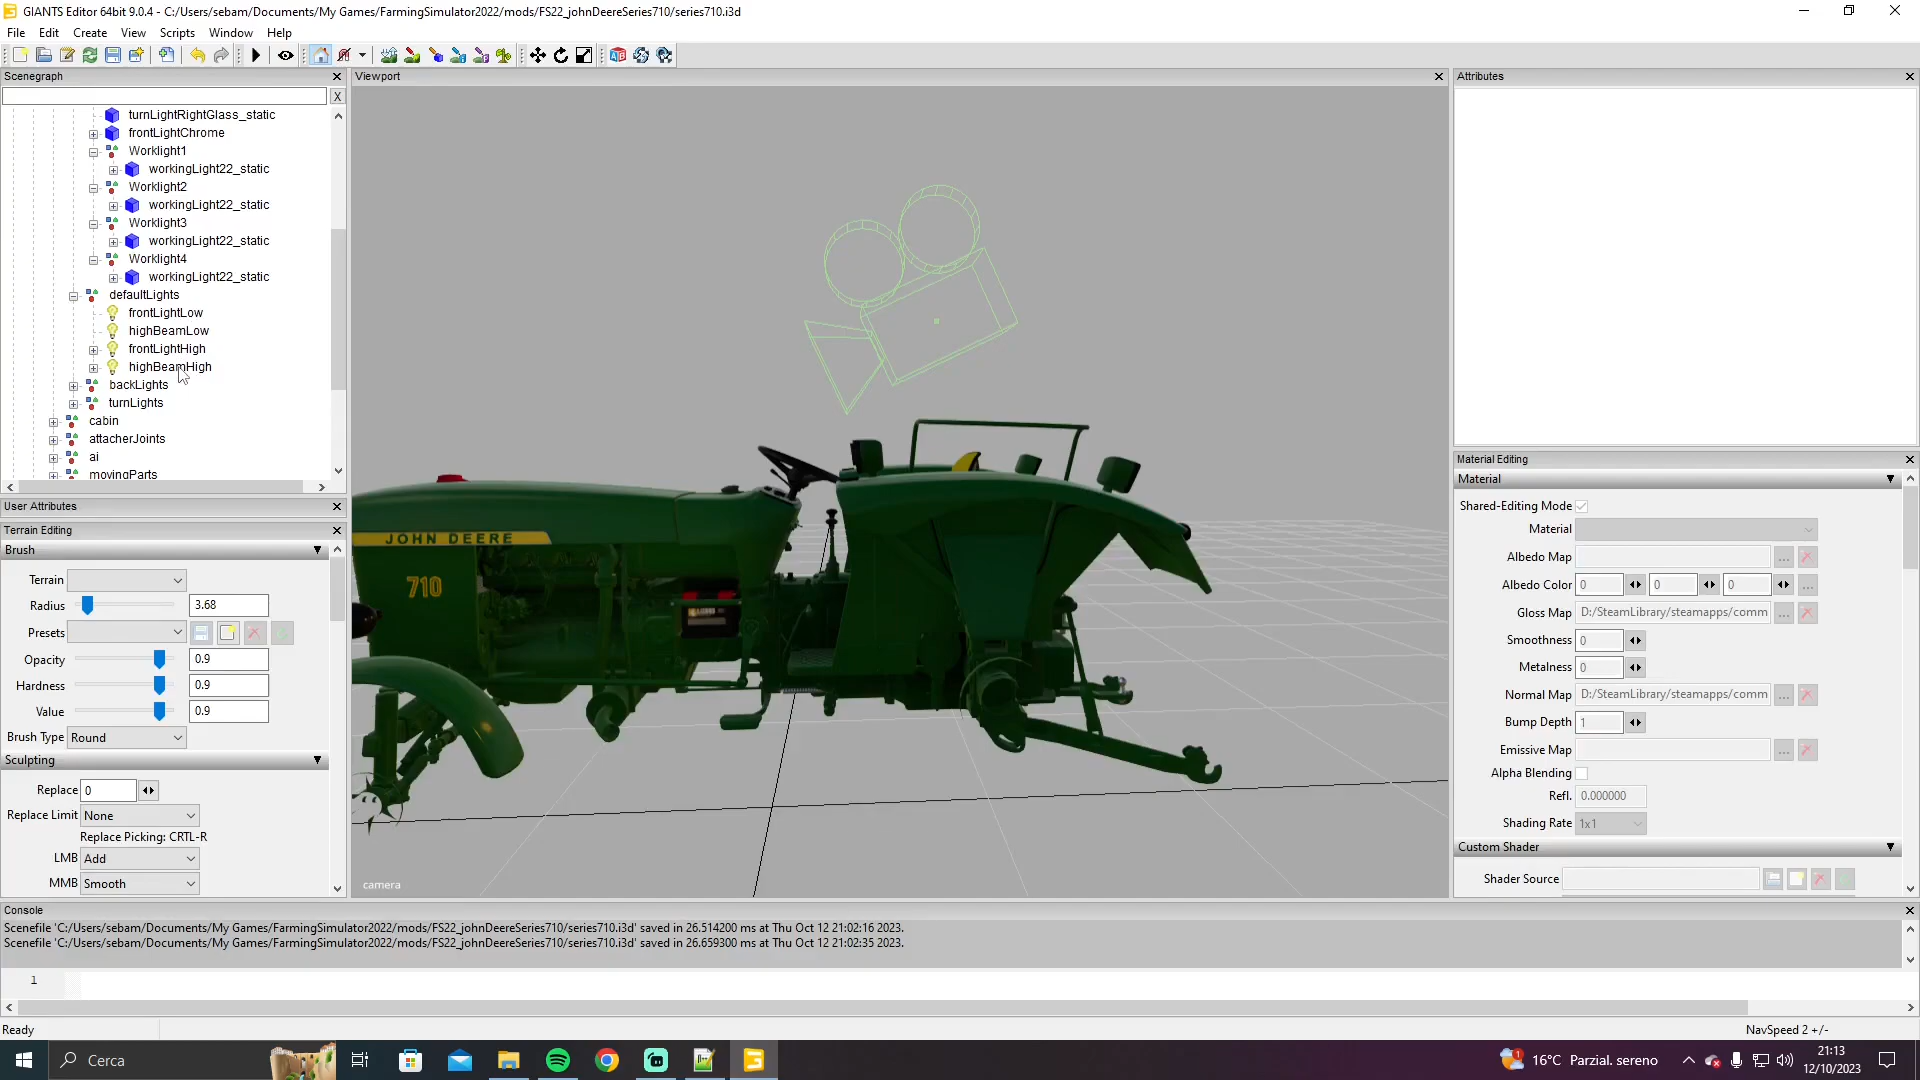 GIANTS Editor 64bit 9.0.4 - C:/Users/sebam/Documents/My Games/FarmingSimulator2022/mods/FS22_johnDeereSeries710/series710.i3d
File Edit Create View Scripts Window Help
Scenegraph
X
turnLightRightGlass_static
frontLightChrome
Worklight1
workingLight22_static
Worklight2
workingLight22_static
Worklight3
workingLight22_static
Worklight4
workingLight22_static
defaultLights
frontLightLow
highBeamLow
frontLightHigh
highBeamHigh
backLights
turnLights
cabin
attacherJoints
ai
movingParts
User Attributes
Terrain Editing
Brush
Terrain
Radius 3.68
Presets
Opacity 0.9
Hardness 0.9
Value 0.9
Brush Type Round
Sculpting
Replace 0
Replace Limit None
Replace Picking: CRTL-R
LMB Add
MMB Smooth
Viewport
JOHN DEERE
710
camera
Attributes
Material Editing
Material
Shared-Editing Mode
Material
Albedo Map ...
Albedo Color 0 0 0 ...
Gloss Map D:/SteamLibrary/steamapps/comm ...
Smoothness 0
Metalness 0
Normal Map D:/SteamLibrary/steamapps/comm ...
Bump Depth 1
Emissive Map ...
Alpha Blending
Refl. 0.000000
Shading Rate 1x1
Custom Shader
Shader Source
Console
Scenefile 'C:/Users/sebam/Documents/My Games/FarmingSimulator2022/mods/FS22_johnDeereSeries710/series710.i3d' saved in 26.514200 ms at Thu Oct 12 21:02:16 2023.
Scenefile 'C:/Users/sebam/Documents/My Games/FarmingSimulator2022/mods/FS22_johnDeereSeries710/series710.i3d' saved in 26.659300 ms at Thu Oct 12 21:02:35 2023.
1
Ready
NavSpeed 2 +/-
Cerca
16°C Parzial. sereno
21:13
12/10/2023